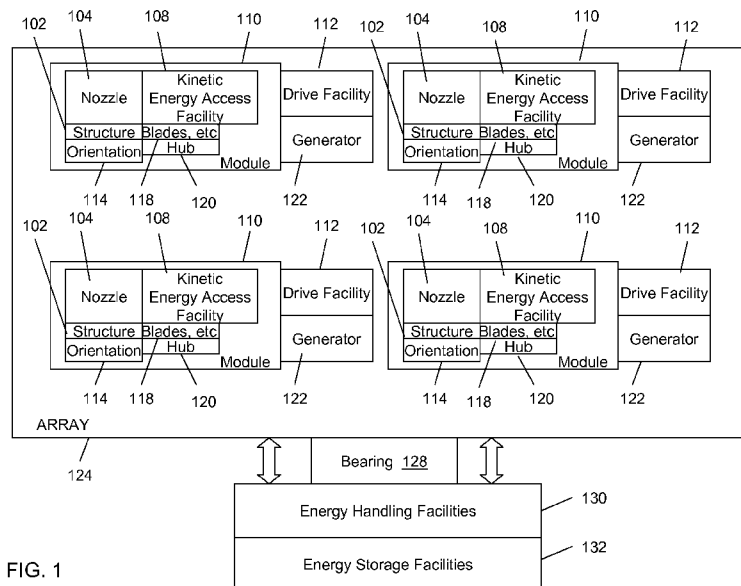 104 108 110 112 104 108 110 112
102 102
Nozzle Kinetic Energy Access Facility Drive Facility Nozzle Kinetic Energy Access Facility Drive Facility
Structure Blades, etc Generator Structure Blades, etc Generator
Orientation Hub Module Orientation Hub Module
114 118 120 122 114 118 120 122
104 108 110 112 104 108 110 112
102 102
Nozzle Kinetic Energy Access Facility Drive Facility Nozzle Kinetic Energy Access Facility Drive Facility
Structure Blades, etc Generator Structure Blades, etc Generator
Orientation Hub Module Orientation Hub Module
114 118 120 122 114 118 120 122
ARRAY
124
Bearing 128
Energy Handling Facilities 130
Energy Storage Facilities 132
FIG. 1